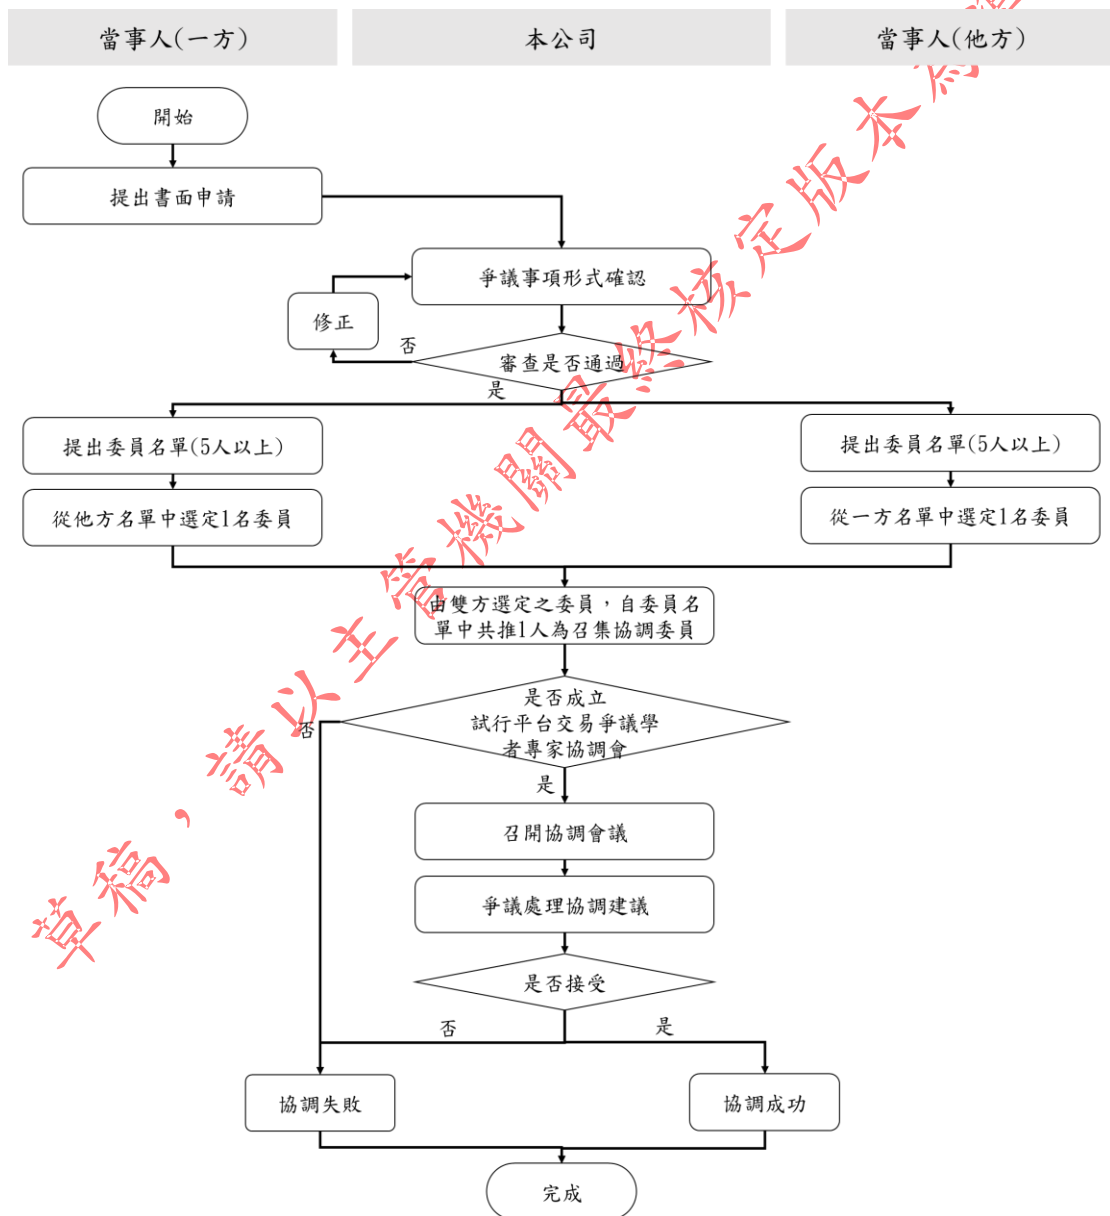 當事人(一方)
本公司
當事人(他方)
開始
提出書面申請
爭議事項形式確認
修正
否
審查是否通過
是
提出委員名單(5人以上)
提出委員名單(5人以上)
從他方名單中選定1名委員
從一方名單中選定1名委員
由雙方選定之委員，自委員名
單中共推1人為召集協調委員
是否成立
試行平台交易爭議學
者專家協調會
否
是
召開協調會議
爭議處理協調建議
是否接受
否
是
協調失敗
協調成功
完成
草稿，請以主管機關最終核定版本為